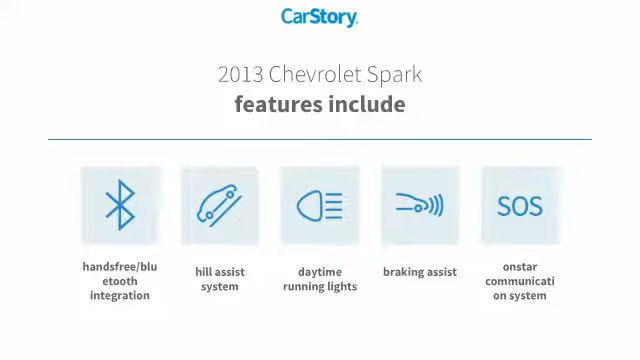 CarStory
2013 Chevrolet Spark
features include
SOS
handsfree/blu
etooth
integration
hill assist
system
daytime
running lights
braking assist
onstar
communicati
on system